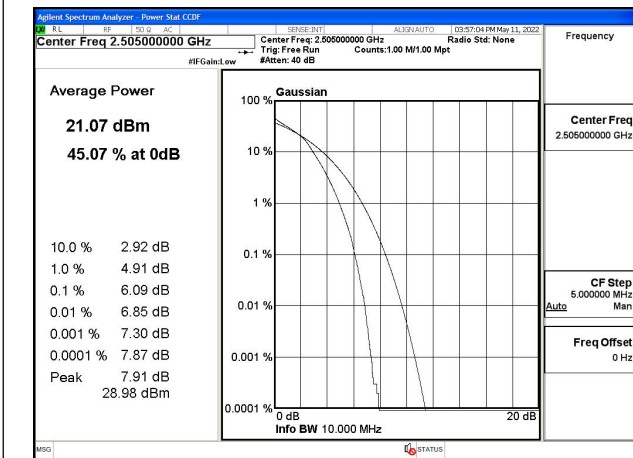 Agilent Spectrum Analyzer - Power Stat CCDF
RL RF 50 Ω AC SENSE:INT ALIGNAUTO 03:57:04 PM May 11, 2022
Center Freq 2.505000000 GHz
Center Freq: 2.505000000 GHz Radio Std: None
Trig: Free Run Counts:1.00 M/1.00 Mpt
#IFGain:Low #Atten: 40 dB
Frequency
Average Power
21.07 dBm
45.07 % at 0dB
10.0 % 2.92 dB
1.0 % 4.91 dB
0.1 % 6.09 dB
0.01 % 6.85 dB
0.001 % 7.30 dB
0.0001 % 7.87 dB
Peak 7.91 dB
28.98 dBm
Gaussian
100 %
10 %
1 %
0.1 %
0.01 %
0.001 %
0.0001 %
0 dB 20 dB
Info BW 10.000 MHz
Center Freq
2.505000000 GHz
CF Step
5.000000 MHz
Auto Man
Freq Offset
0 Hz
MSG STATUS